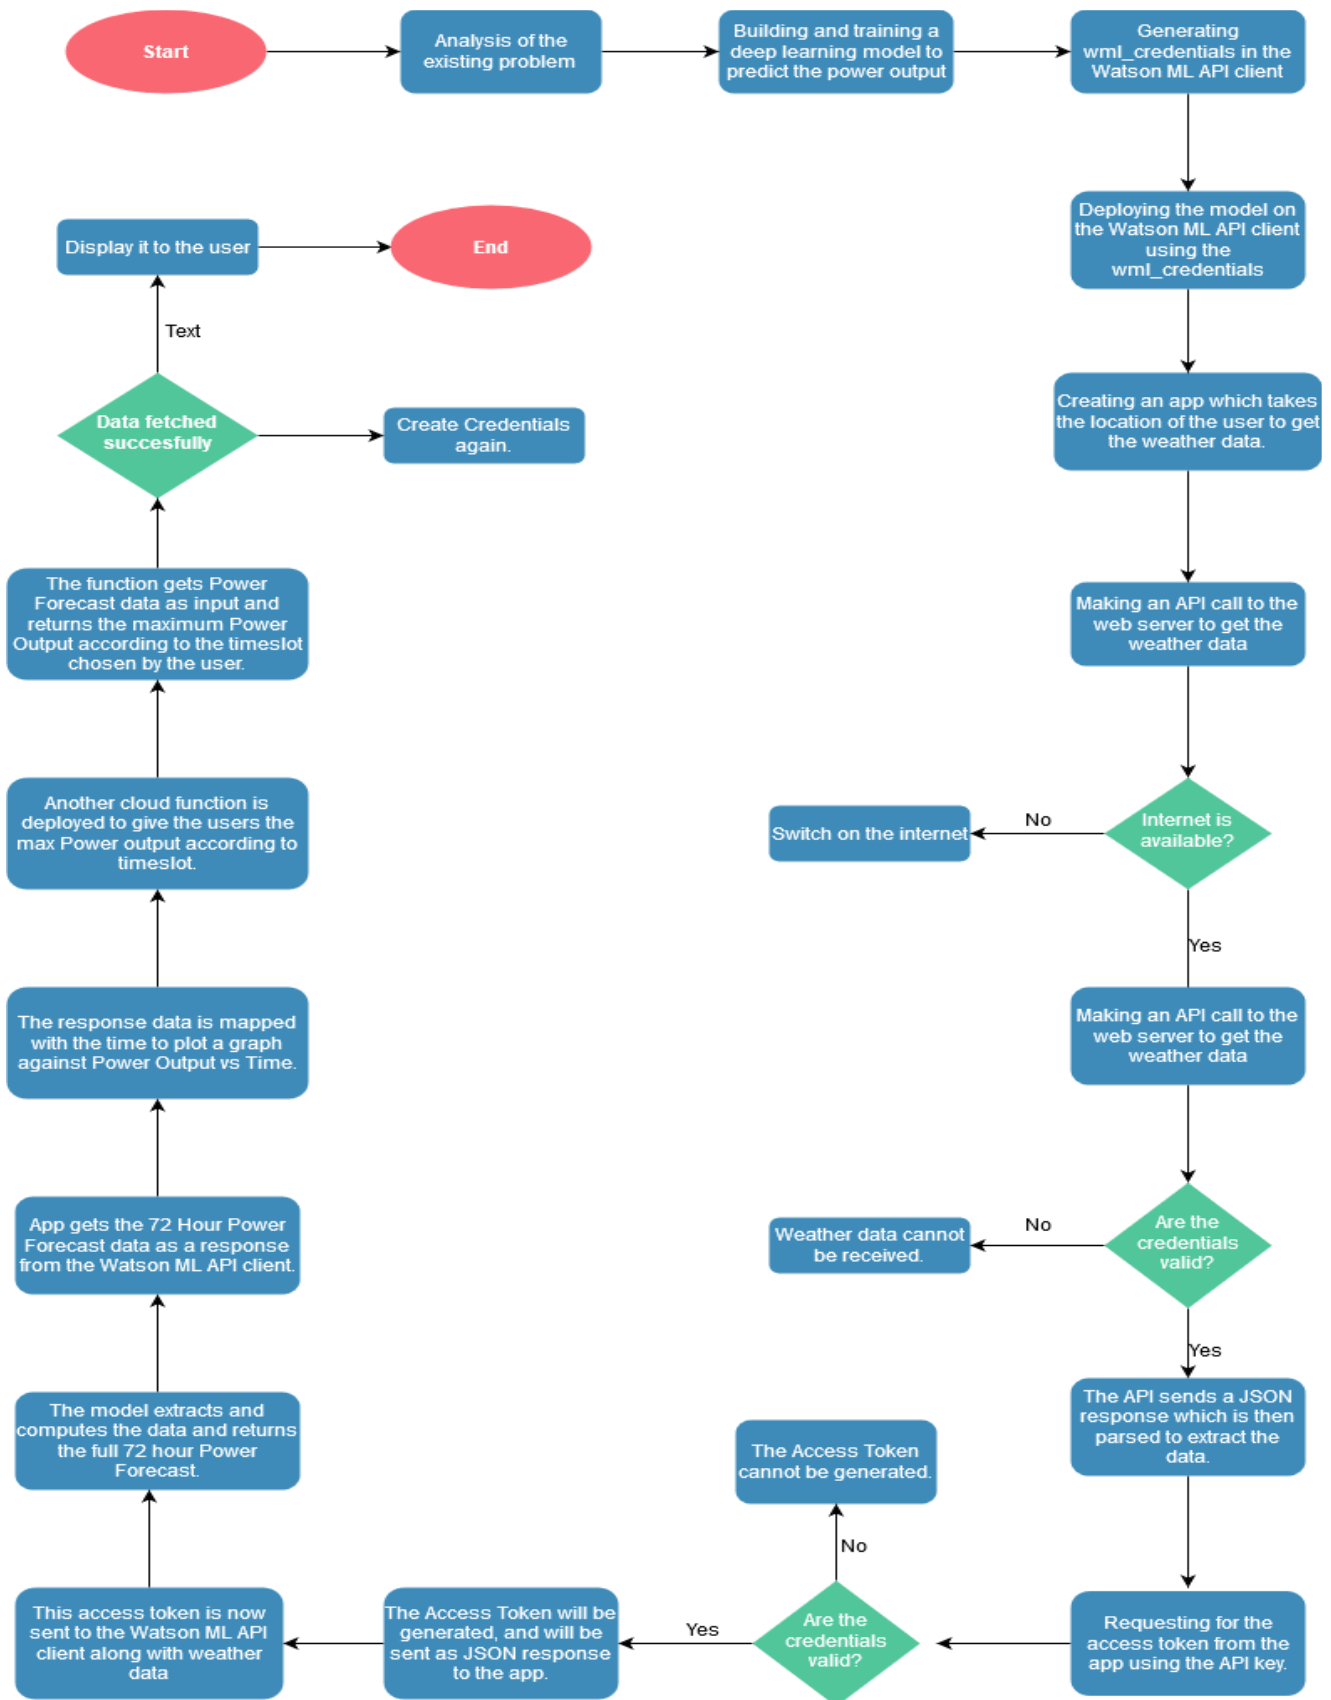 Start
Analysis of the
existing problem
Building and training a
deep learning model to
predict the power output
Generating
wml_credentials in the
Watson ML API client
Deploying the model on
the Watson ML API client
using the
wml_credentials
Creating an app which takes
the location of the user to get
the weather data.
Making an API call to the
web server to get the
weather data
Internet is
available?
No
Switch on the internet
Yes
Making an API call to the
web server to get the
weather data
Are the
credentials
valid?
No
Weather data cannot
be received.
Yes
The API sends a JSON
response which is then
parsed to extract the
data.
Requesting for the
access token from the
app using the API key.
Are the
credentials
valid?
No
The Access Token
cannot be generated.
Yes
The Access Token will be
generated, and will be
sent as JSON response
to the app.
This access token is now
sent to the Watson ML API
client along with weather
data
The model extracts and
computes the data and returns
the full 72 hour Power
Forecast.
App gets the 72 Hour Power
Forecast data as a response
from the Watson ML API client.
The response data is mapped
with the time to plot a graph
against Power Output vs Time.
Another cloud function is
deployed to give the users the
max Power output according to
timeslot.
The function gets Power
Forecast data as input and
returns the maximum Power
Output according to the timeslot
chosen by the user.
Data fetched
succesfully
Create Credentials
again.
Text
Display it to the user
End